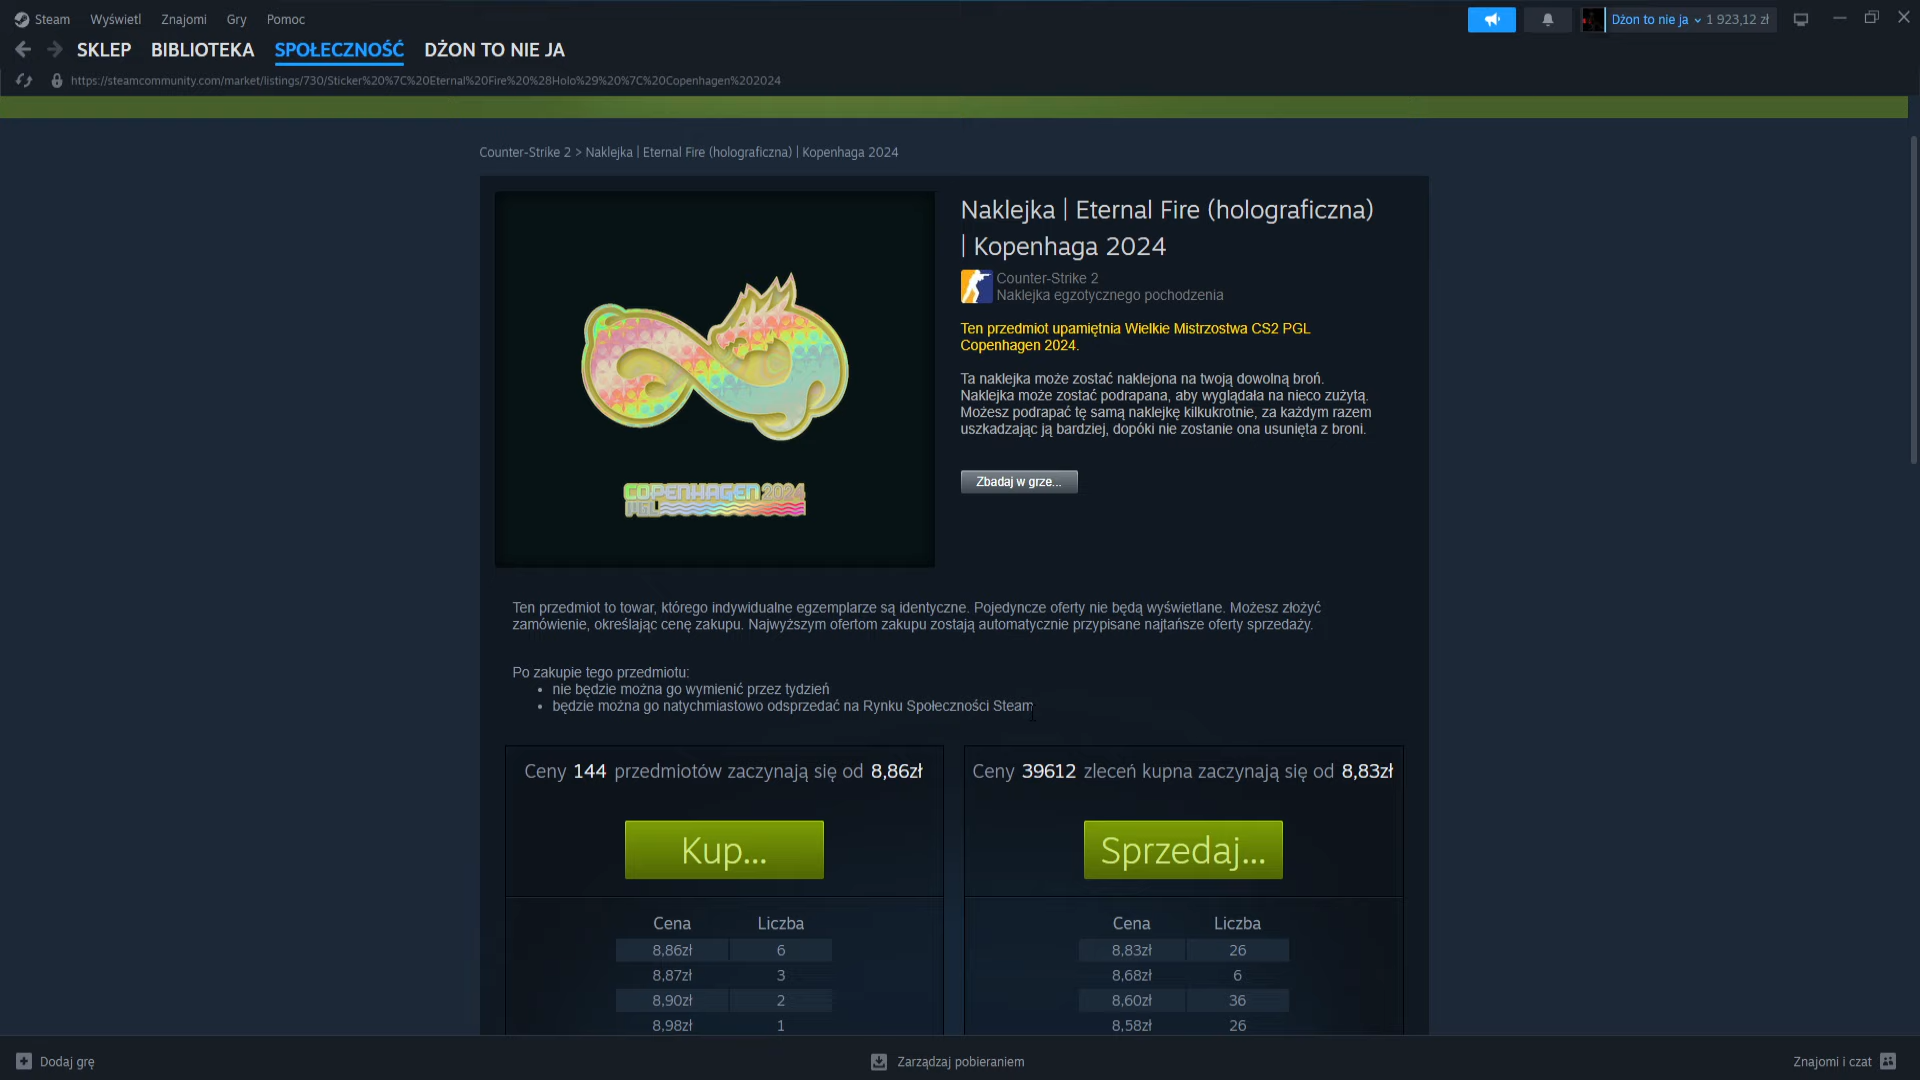 Steam Wyświetl Znajomi Gry Pomoc
Dżon to nie ja 1 923,12 zł
SKLEP BIBLIOTEKA SPOŁECZNOŚĆ DŻON TO NIE JA
https://steamcommunity.com/market/listings/730/Sticker%20%7C%20Eternal%20Fire%20%28Holo%29%20%7C%20Copenhagen%202024
Counter-Strike 2 > Naklejka | Eternal Fire (holograficzna) | Kopenhaga 2024
Naklejka | Eternal Fire (holograficzna)
| Kopenhaga 2024
Counter-Strike 2
Naklejka egzotycznego pochodzenia
Ten przedmiot upamiętnia Wielkie Mistrzostwa CS2 PGL
Copenhagen 2024.
Ta naklejka może zostać naklejona na twoją dowolną broń.
Naklejka może zostać podrapana, aby wyglądała na nieco zużytą.
Możesz podrapać tę samą naklejkę kilkukrotnie, za każdym razem
uszkadzając ją bardziej, dopóki nie zostanie ona usunięta z broni.
Zbadaj w grze...
COPENHAGEN 2024
Ten przedmiot to towar, którego indywidualne egzemplarze są identyczne. Pojedyncze oferty nie będą wyświetlane. Możesz złożyć
zamówienie, określając cenę zakupu. Najwyższym ofertom zakupu zostają automatycznie przypisane najtańsze oferty sprzedaży.
Po zakupie tego przedmiotu:
• nie będzie można go wymienić przez tydzień
• będzie można go natychmiastowo odsprzedać na Rynku Społeczności Steam
Ceny 144 przedmiotów zaczynają się od 8,86zł
Kup...
Cena Liczba
8,86zł 6
8,87zł 3
8,90zł 2
8,98zł 1
Ceny 39612 zleceń kupna zaczynają się od 8,83zł
Sprzedaj...
Cena Liczba
8,83zł 26
8,68zł 6
8,60zł 36
8,58zł 26
Dodaj grę
Zarządzaj pobieraniem
Znajomi i czat